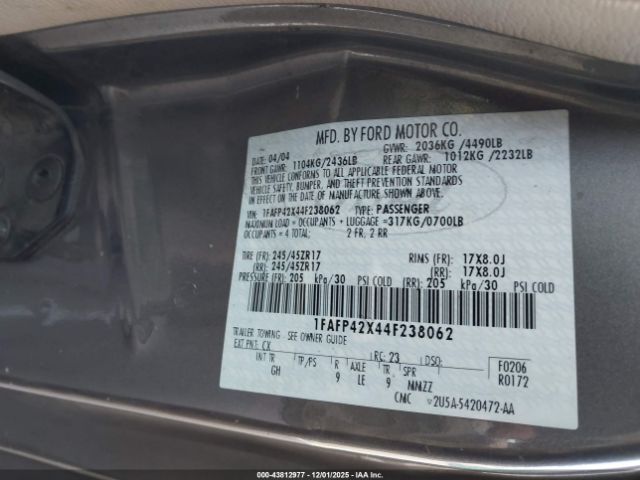 MFD. BY FORD MOTOR CO.
DATE: 04/04 GVWR: 2036KG /4490LB
FRONT GAWR: 1104KG/2436LB REAR GAWR: 1012KG /2232LB
THIS VEHICLE CONFORMS TO ALL APPLICABLE FEDERAL MOTOR
VEHICLE SAFETY, BUMPER, AND THEFT PREVENTION STANDARDS
IN EFFECT ON THE DATE OF MANUFACTURE SHOWN ABOVE.
VIN: 1FAFP42X44F238062 TYPE: PASSENGER
MAXIMUM LOAD = OCCUPANTS + LUGGAGE =317KG/0700LB
OCCUPANTS = 4 TOTAL: 2 FR, 2 RR
TIRE (FR): 245/45ZR17 RIMS (FR): 17X8.0J
(RR): 245/45ZR17 (RR): 17X8.0J
PRESSURE (FR): 205 kPa/30 PSI COLD (RR): 205 kPa/30 PSI COLD
1FAFP42X44F238062
TRAILER TOWING - SEE OWNER GUIDE
EXT PNT: CX RC: 23 DSO: F0206
INT TR TP/PS R AXLE TR SPR R0172
GH 9 LE 9 NMZZ
CMC ˅2U5A-5420472-AA
Stock: 000-43812977 - 12/01/2025 - IAAI.COM